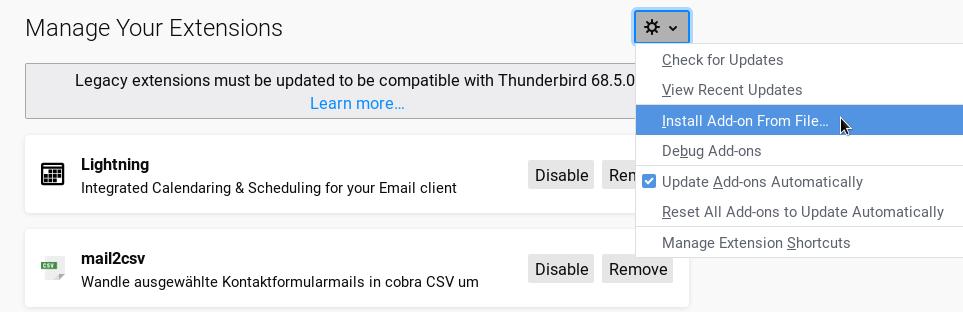 Manage Your Extensions
Check for Updates
View Recent Updates
Install Add-on From File...
Debug Add-ons
Update Add-ons Automatically
Reset All Add-ons to Update Automatically
Manage Extension Shortcuts
Legacy extensions must be updated to be compatible with Thunderbird 68.5.0
Learn more...
Lightning
Integrated Calendaring & Scheduling for your Email client
Disable
CSV
mail2csv
Wandle ausgewählte Kontaktformularmails in cobra CSV um
Disable Remove